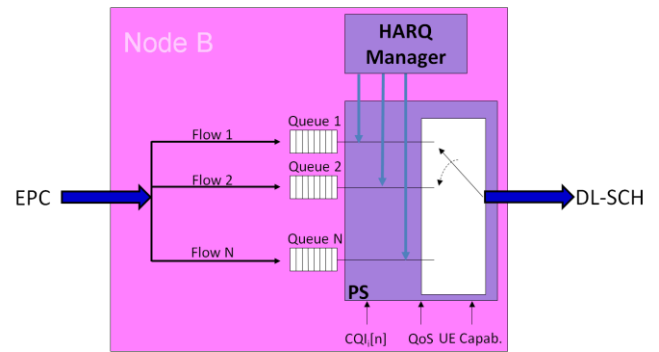 Node B
HARQ
Manager
Queue 1
Flow 1
Queue 2
Flow 2
EPC
DL-SCH
Queue N
Flow N
PS
CQIᵢ[n] QoS UE Capab.